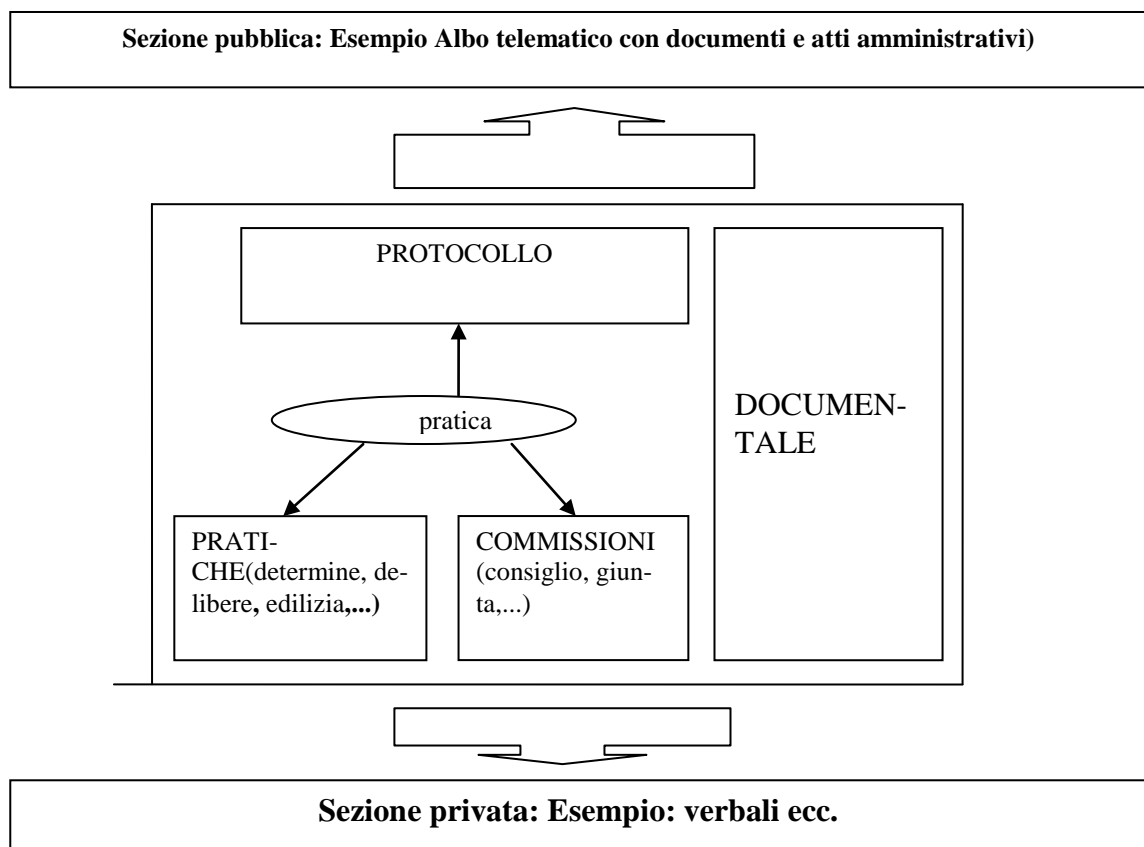 Sezione pubblica: Esempio Albo telematico con documenti e atti amministrativi)
PROTOCOLLO
pratica
DOCUMEN-
TALE
PRATI-
CHE(determine, de-
libere, edilizia,...)
COMMISSIONI
(consiglio, giun-
ta,...)
Sezione privata: Esempio: verbali ecc.